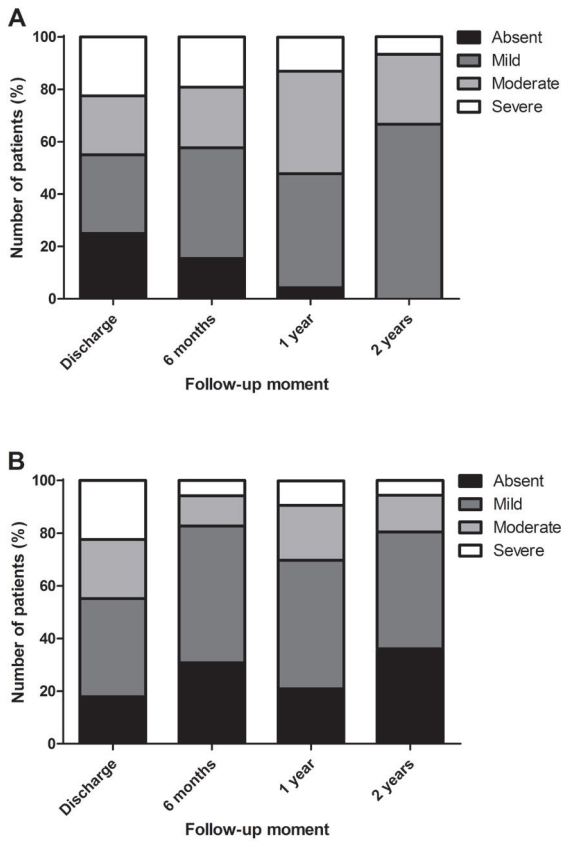 A
Number of patients (%)
100
80
60
40
20
0
Discharge
6 months
1 year
2 years
Follow-up moment
Absent
Mild
Moderate
Severe
B
Number of patients (%)
100
80
60
40
20
0
Discharge
6 months
1 year
2 years
Follow-up moment
Absent
Mild
Moderate
Severe